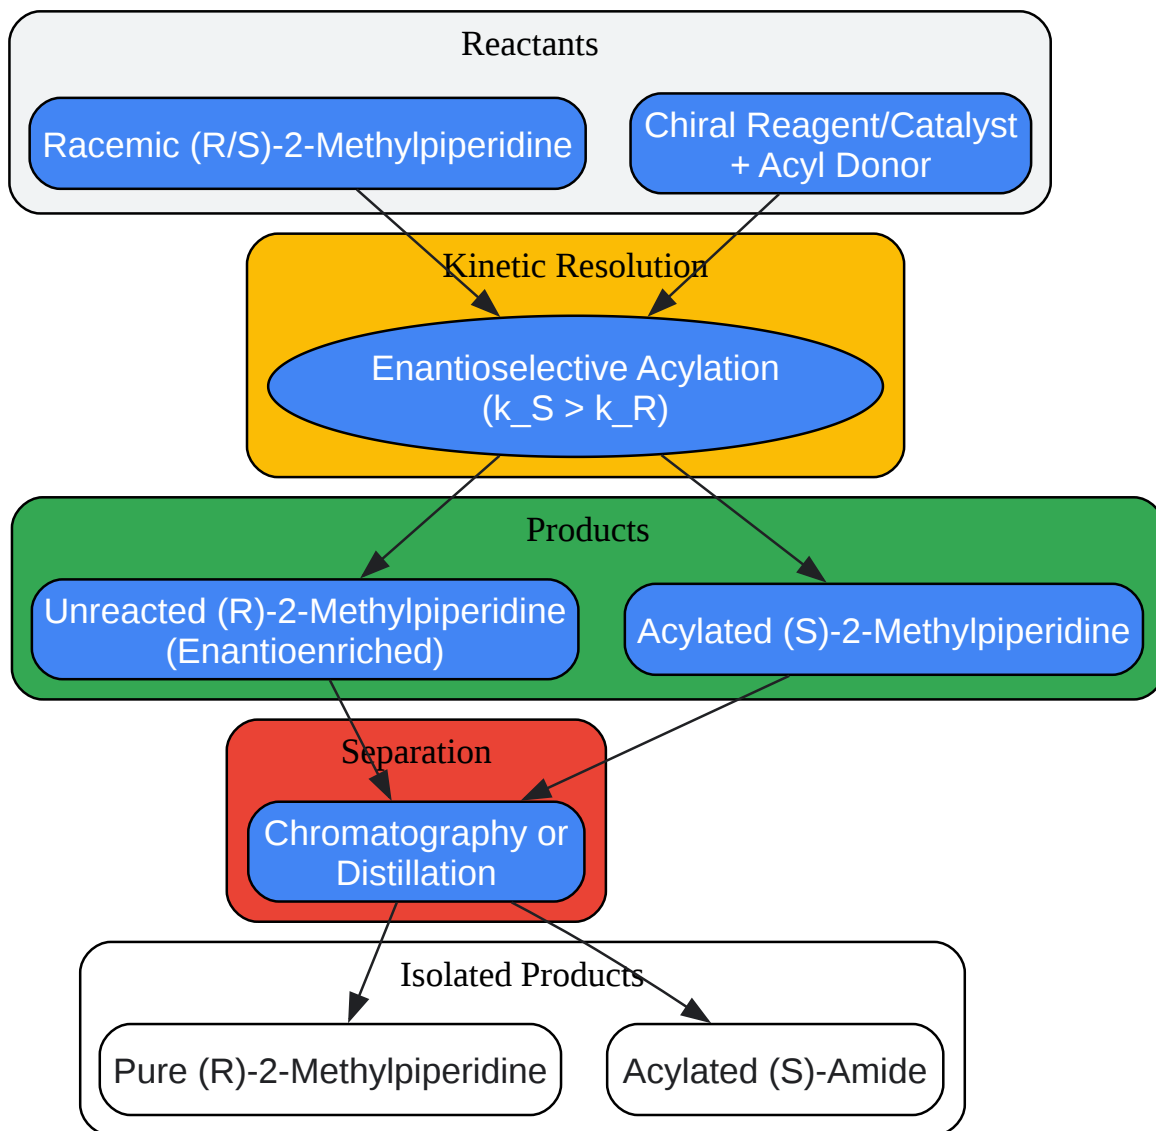 Reactants
Racemic (R/S)-2-Methylpiperidine
Chiral Reagent/Catalyst
+ Acyl Donor
Kinetic Resolution
Enantioselective Acylation
(k_S > k_R)
Products
Unreacted (R)-2-Methylpiperidine
(Enantioenriched)
Acylated (S)-2-Methylpiperidine
Separation
Chromatography or
Distillation
Isolated Products
Pure (R)-2-Methylpiperidine
Acylated (S)-Amide